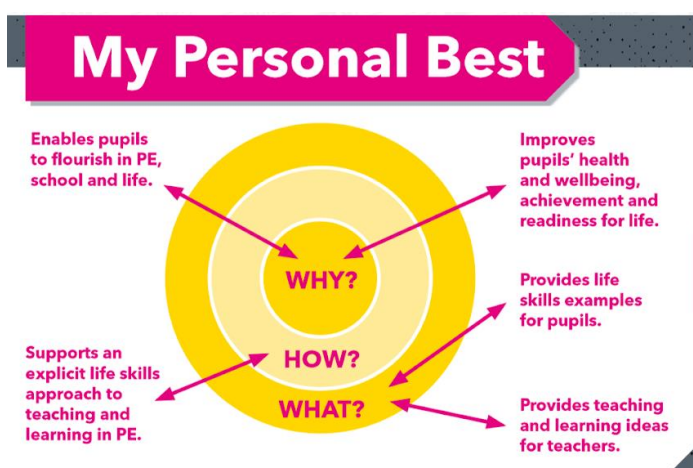 My Personal Best
Enables pupils
to flourish in PE,
school and life.
Improves
pupils’ health
and wellbeing,
achievement and
readiness for life.
WHY?
Provides life
skills examples
for pupils.
Supports an
explicit life skills
approach to
teaching and
learning in PE.
HOW?
WHAT?
Provides teaching
and learning ideas
for teachers.